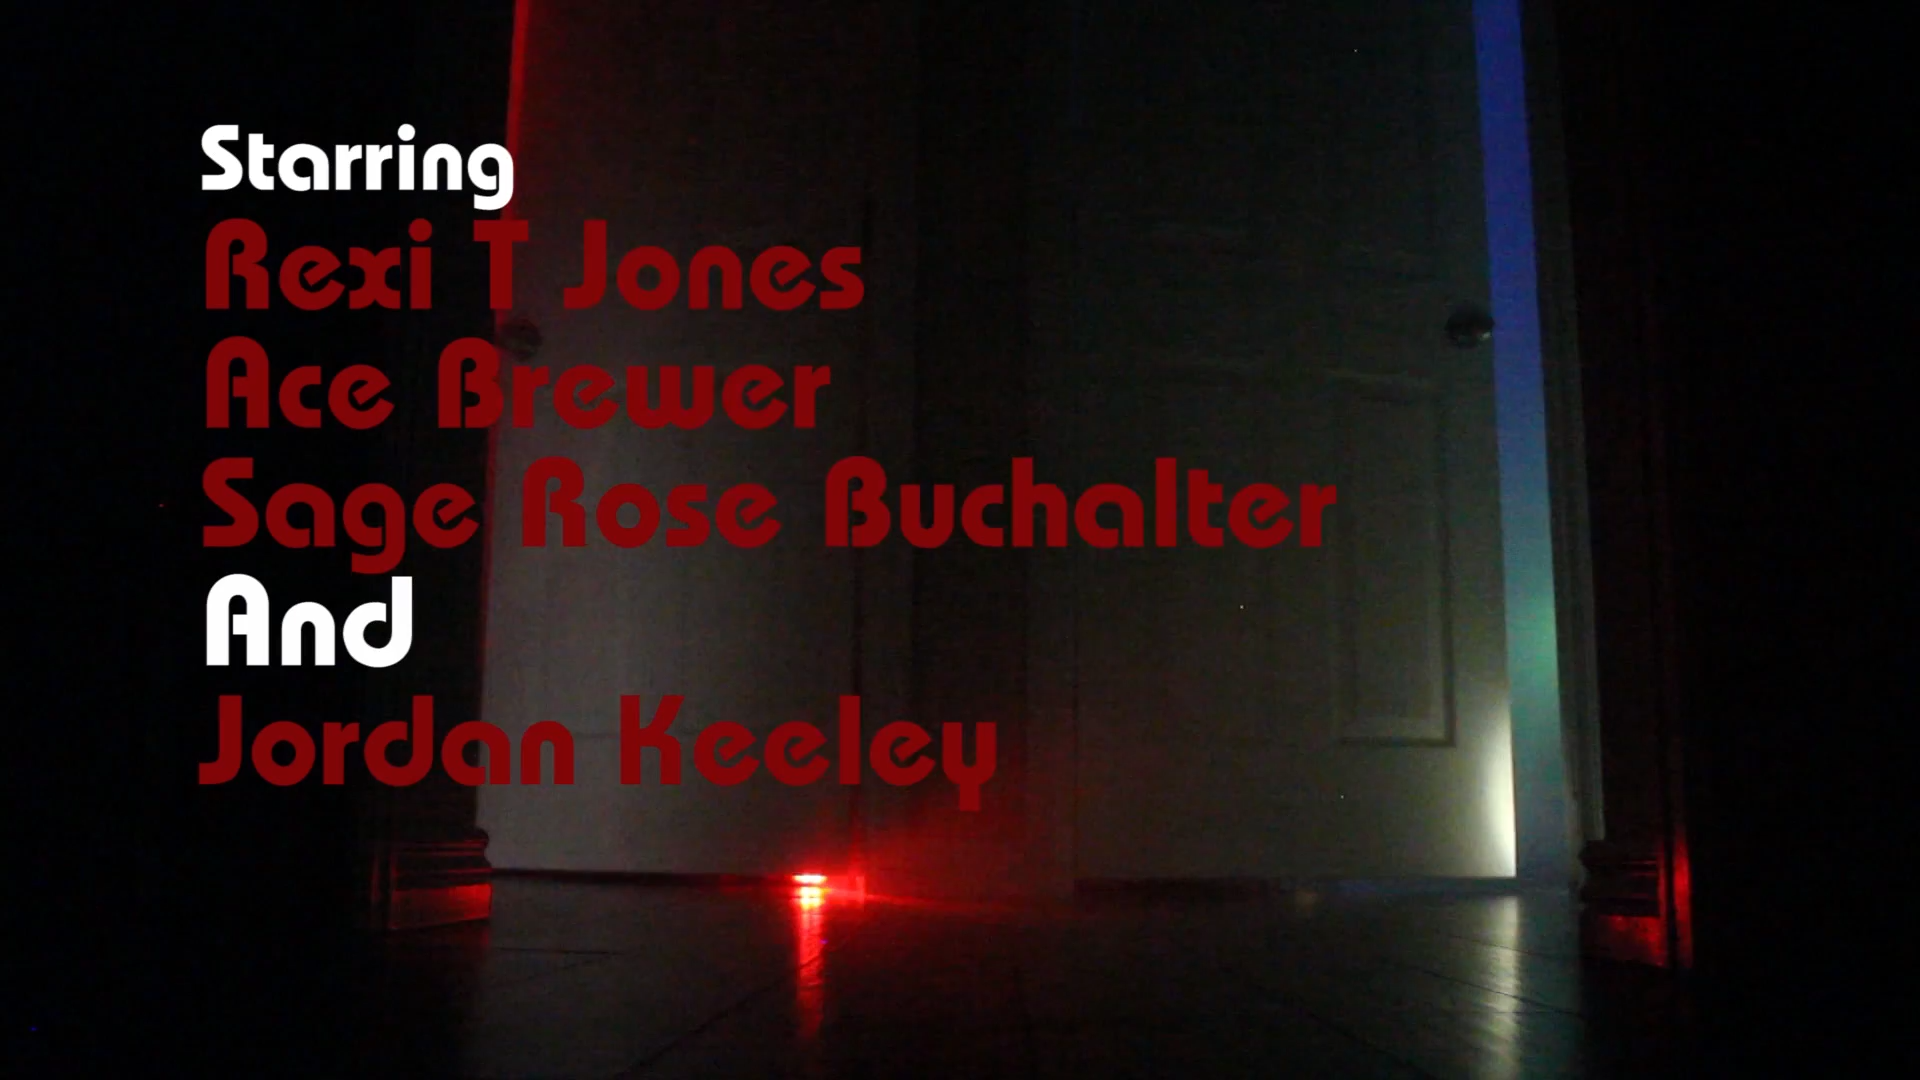 Starring
Rexi T Jones
Ace Brewer
Sage Rose Buchalter
And
Jordan Keeley